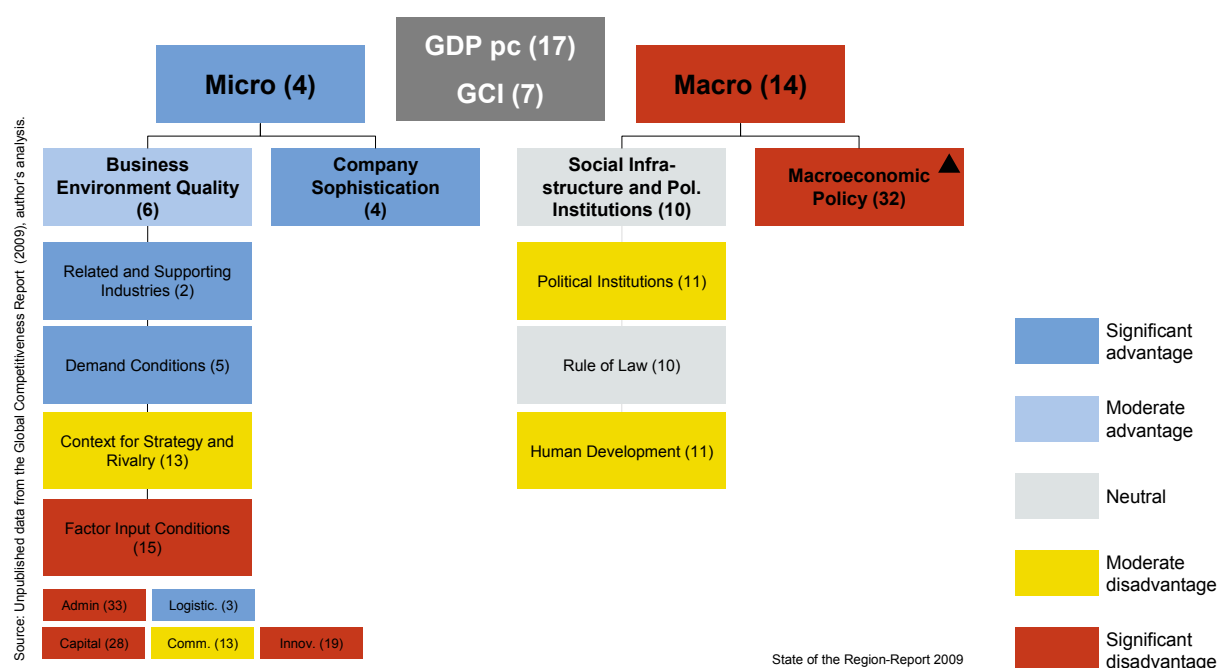 GDP pc (17)
GCI (7)
Micro (4)
Macro (14)
Business
Environment Quality
(6)
Company
Sophistication
(4)
Social Infra-
structure and Pol.
Institutions (10)
Macroeconomic
Policy (32)
Related and Supporting
Industries (2)
Demand Conditions (5)
Context for Strategy and
Rivalry (13)
Factor Input Conditions
(15)
Admin (33)
Logistic. (3)
Capital (28)
Comm. (13)
Innov. (19)
Political Institutions (11)
Rule of Law (10)
Human Development (11)
Significant
advantage
Moderate
advantage
Neutral
Moderate
disadvantage
Significant
disadvantage
State of the Region-Report 2009
Source: Unpublished data from the Global Competitiveness Report (2009), author's analysis.